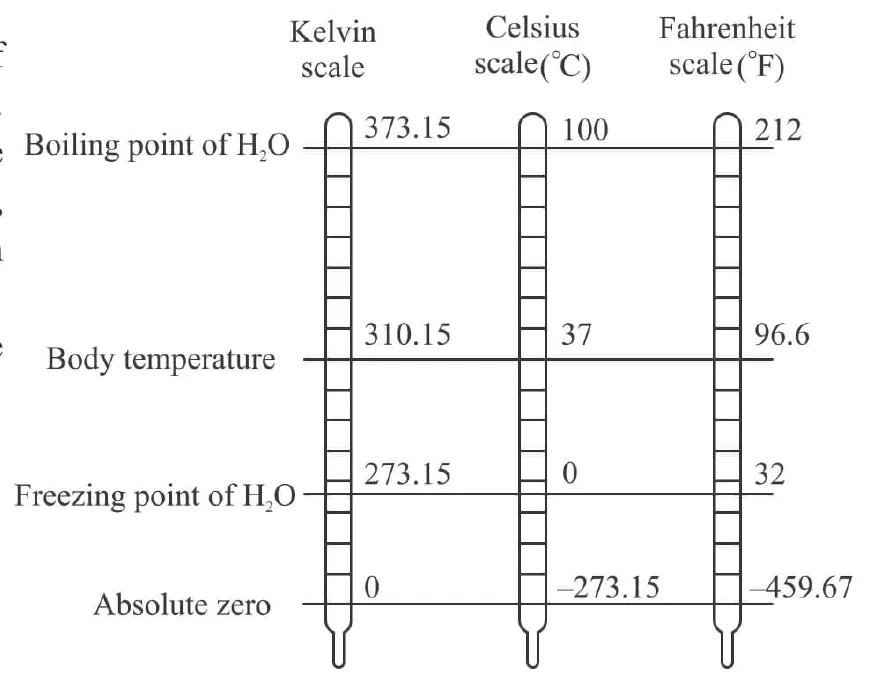 Kelvin scale
Celsius scale(°C)
Fahrenheit scale(°F)
Boiling point of H₂O 373.15 100 212
Body temperature 310.15 37 96.6
Freezing point of H₂O 273.15 0 32
Absolute zero 0 –273.15 –459.67